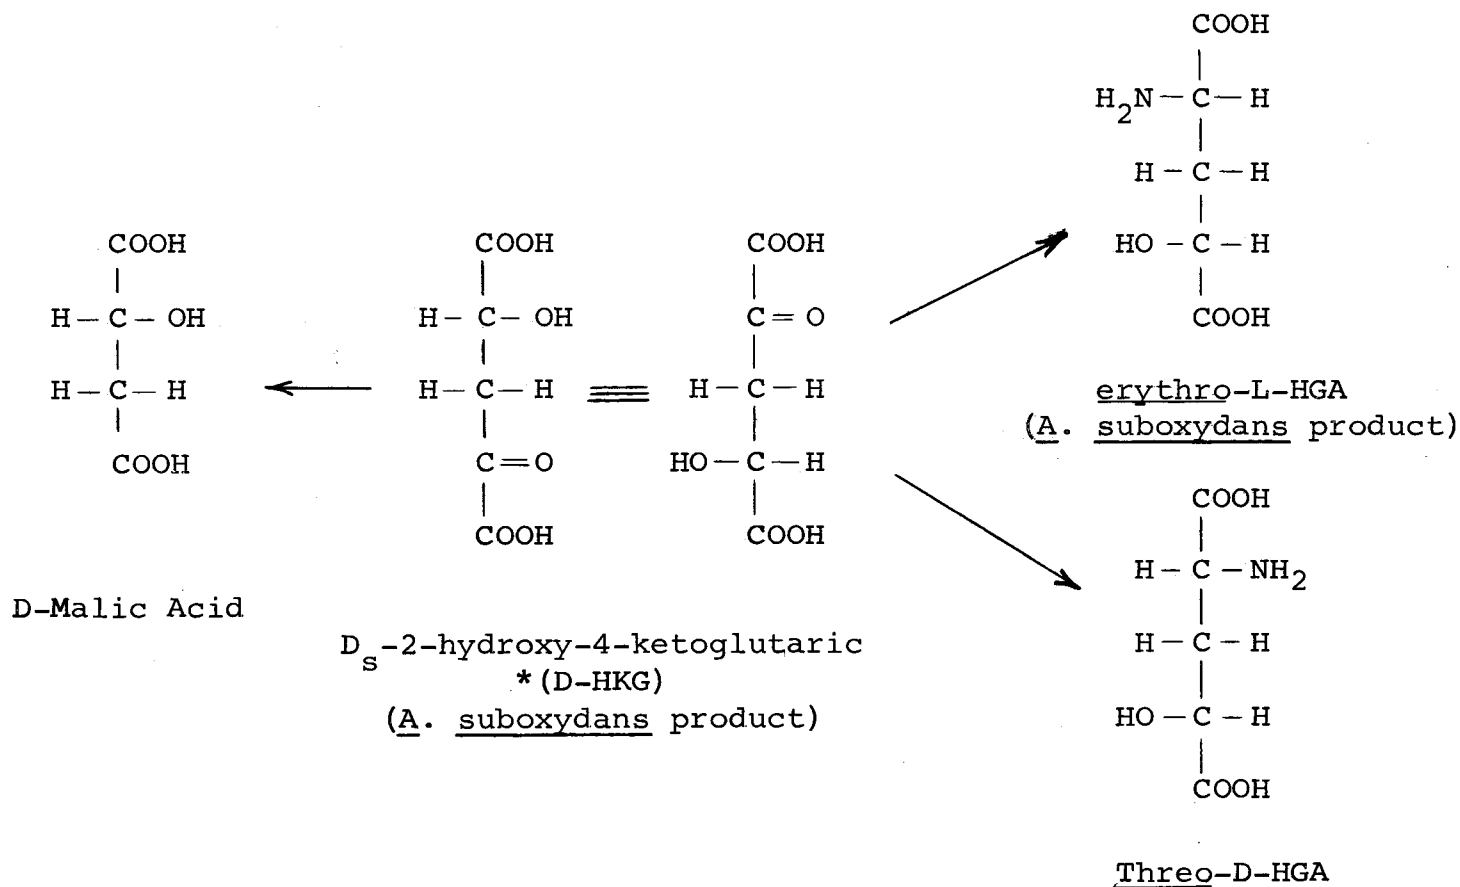 COOH
H2N-C-H
H-C-H
HO-C-H
COOH
erythro-L-HGA
(A. suboxydans product)
COOH
H-C-OH
H-C-H
COOH
D-Malic Acid
COOH
H-C-OH
H-C-H
C=O
COOH
COOH
C=O
H-C-H
HO-C-H
COOH
Ds-2-hydroxy-4-ketoglutaric
*(D-HKG)
(A. suboxydans product)
COOH
H-C-NH2
H-C-H
HO-C-H
COOH
Threo-D-HGA